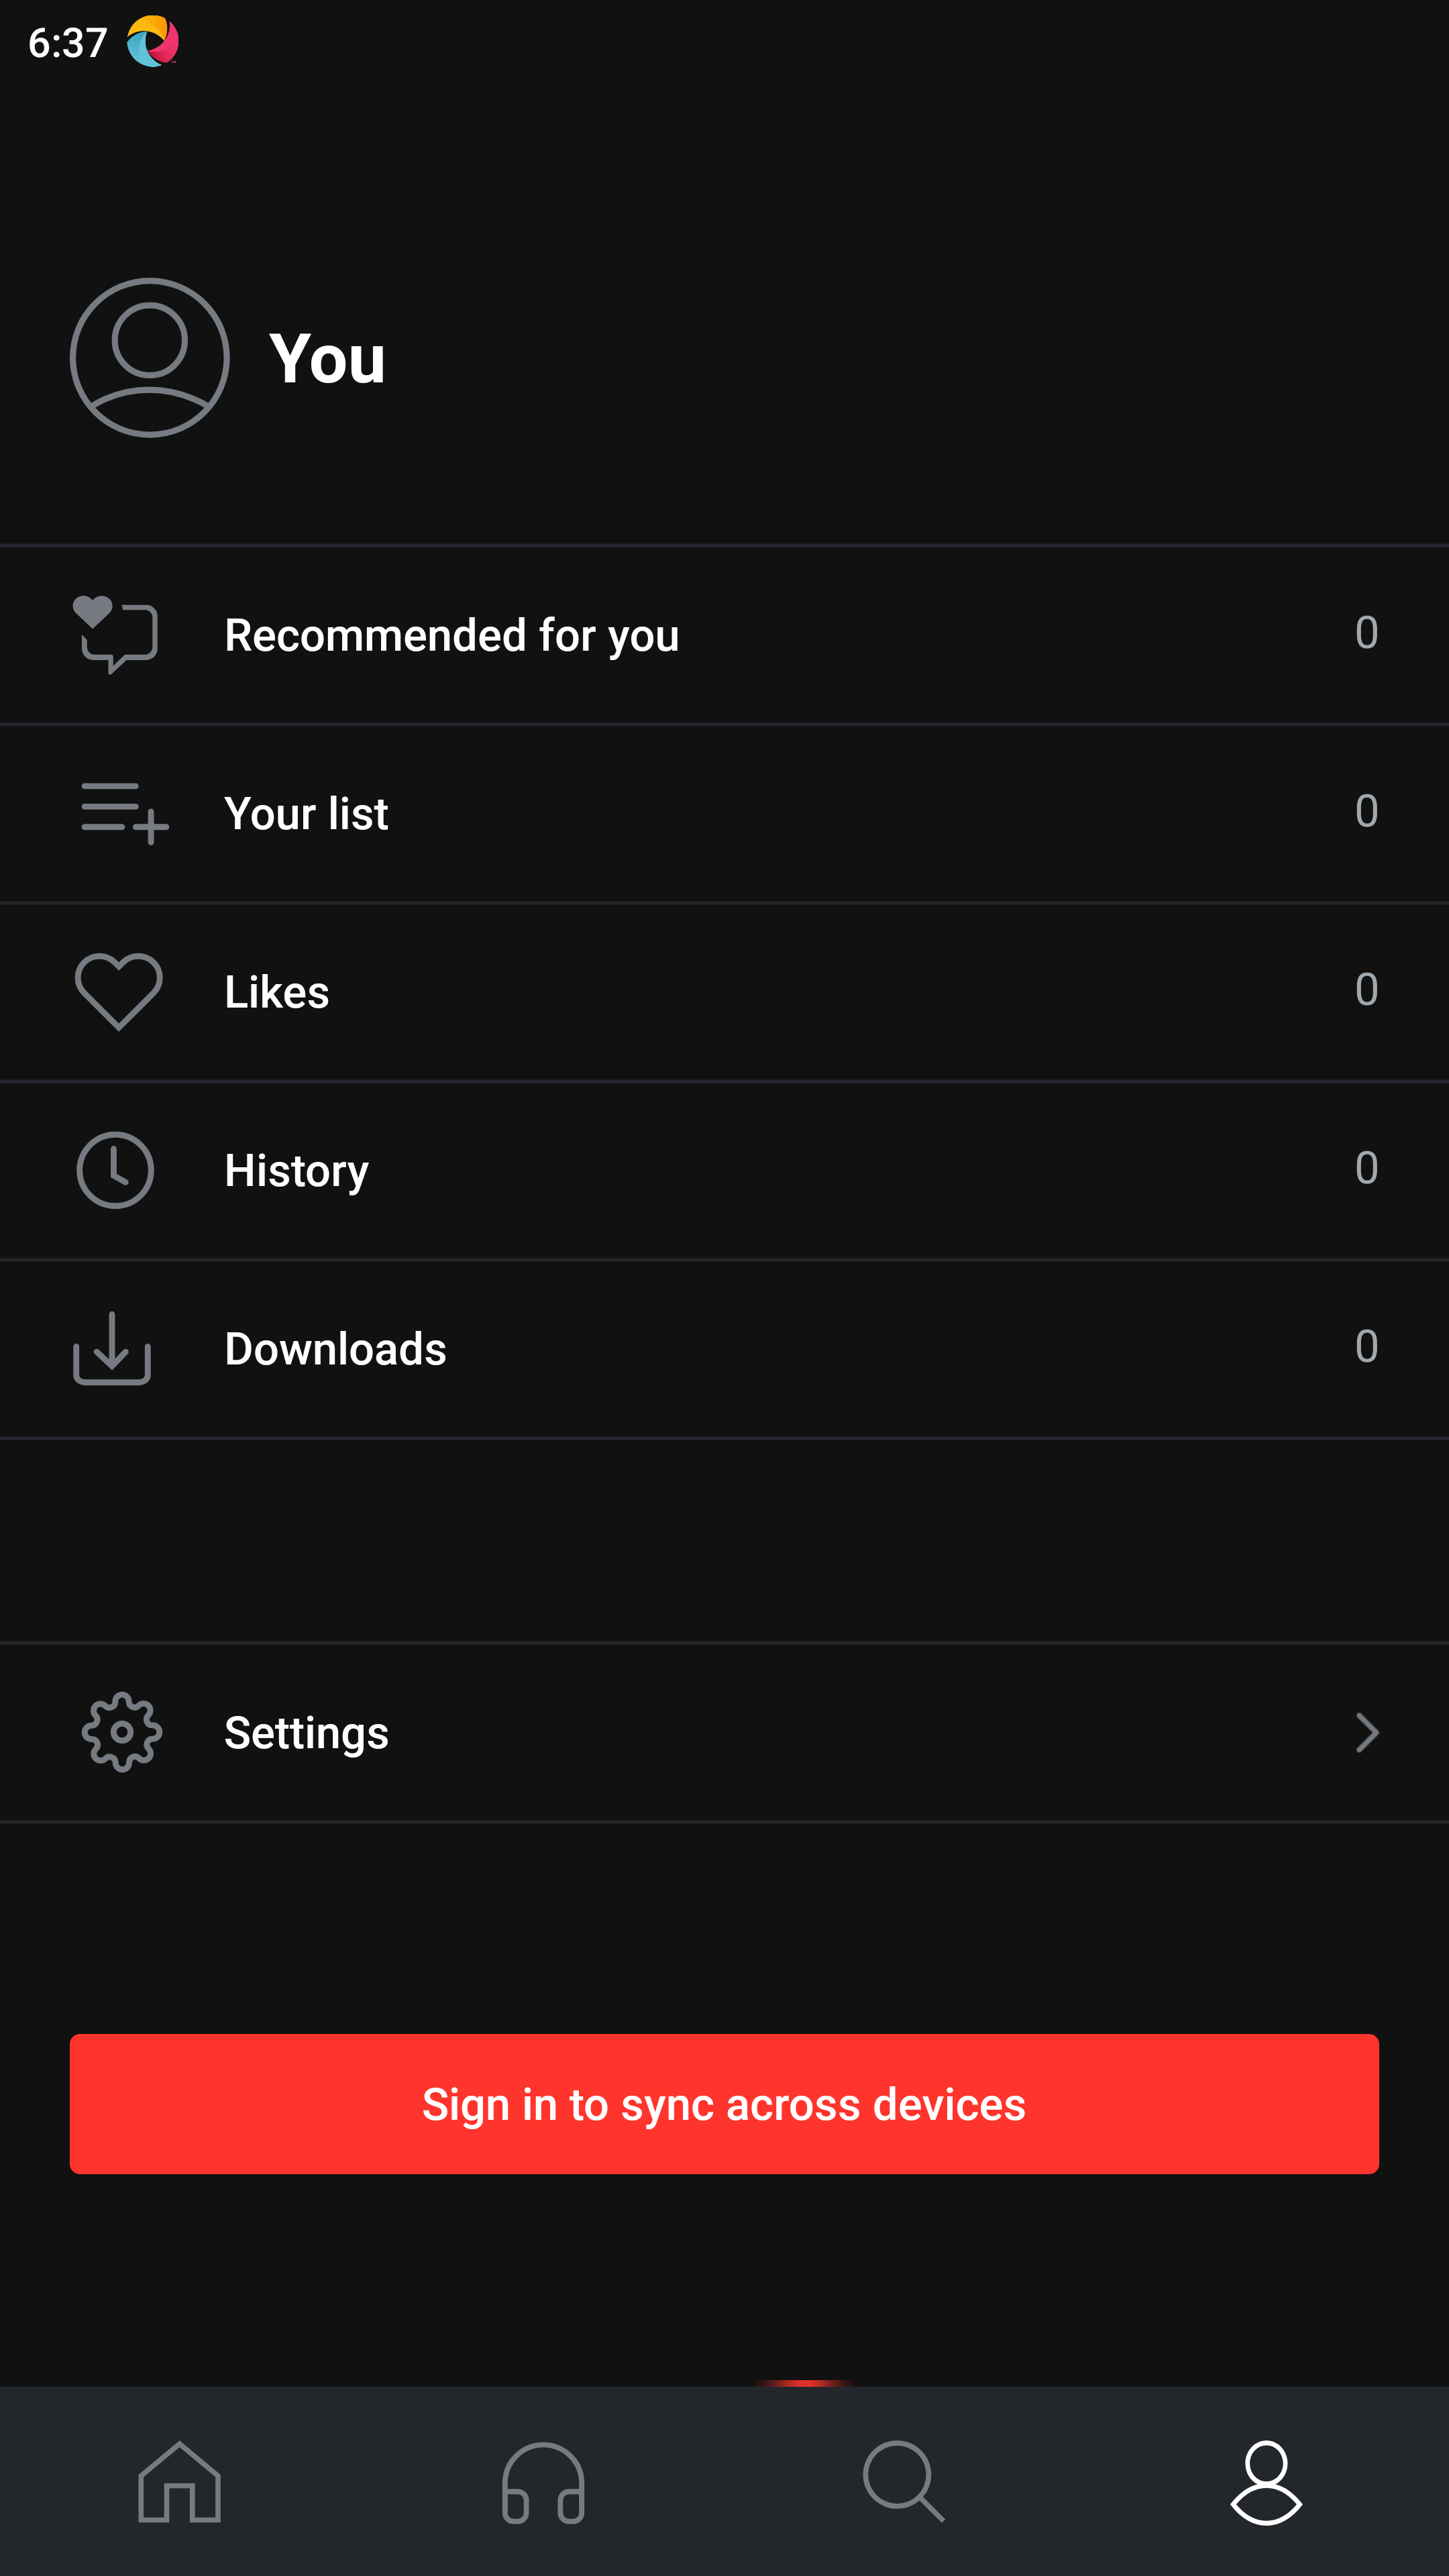 6:37
You
Recommended for you 0
Your list 0
Likes 0
History 0
Downloads 0
Settings
Sign in to sync across devices